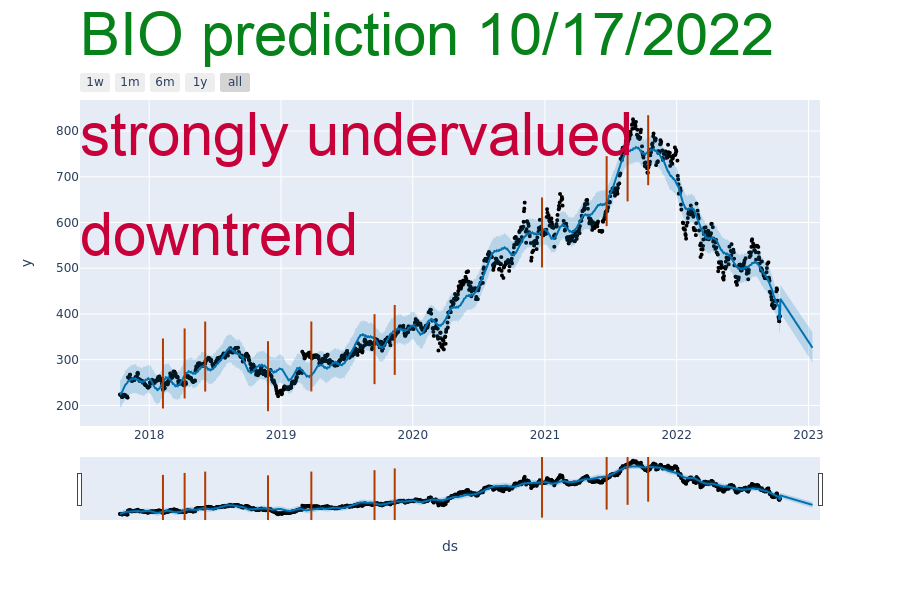 BIO prediction 10/17/2022
1w 1m 6m 1y all
strongly undervalued
downtrend
y
800
700
600
500
400
300
200
2018 2019 2020 2021 2022 2023
ds